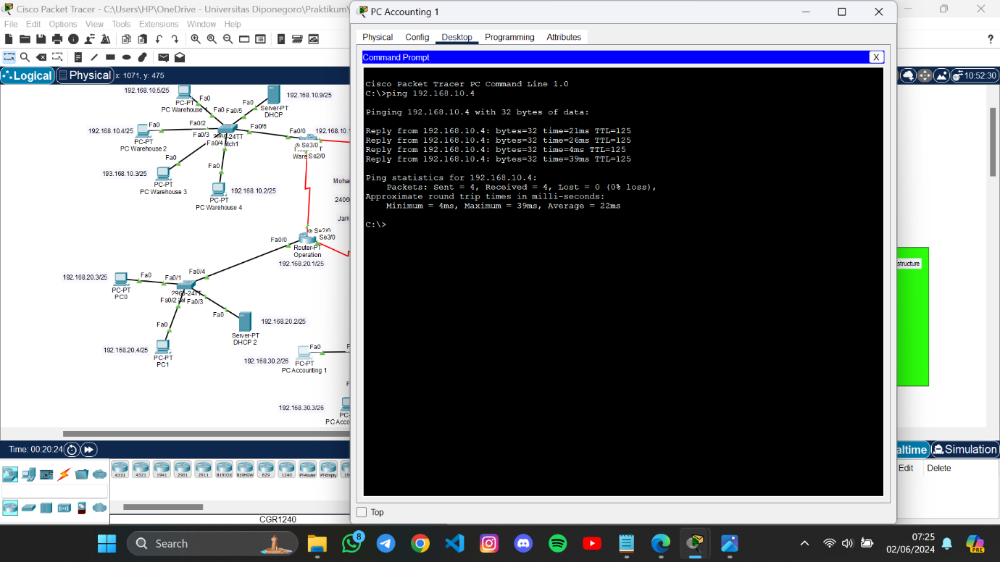 Cisco Packet Tracer - C:\Users\HP\OneDrive - Universitas Diponegoro\Praktikum\
File Edit Options View Tools Extensions Window Help
?
Logical
Physical
x: 1071, y: 475
10:52:30
192.168.10.5/25
PC-PT
PC Warehouse 1
Fa0
Fa0
Fa0/5
Fa0
Server-PT
DHCP
192.168.10.9/25
192.168.10.4/25
Fa0
PC-PT
PC Warehouse 2
Fa0/2
Fa0/3
Fa0/4
Fa0/6
Fa0/0
192.168.10.
Se3/0
Se2/0
193.168.10.3/25
Fa0
PC-PT
PC Warehouse 3
Fa0
192.168.10.2/25
PC-PT
PC Warehouse 4
Moha
2406
Jark
Se3/0
Fa0/0
Router-PT
Operation
192.168.20.1/25
192.168.20.3/25
Fa0
Fa0/1
Fa0/4
PC-PT
PC0
Fa0/2
Fa0/3
Fa0
192.168.20.2/25
Server-PT
DHCP 2
Fa0
192.168.20.4/25
PC-PT
PC1
192.168.30.2/26
Fa0
PC-PT
PC Accounting 1
F
F
192.168.30.3/26
PC-
PC Acco
structure
Time: 00:20:24
altime
Simulation
Edit Delete
4331 4321 1941 2901 2911 819IOX 819HGW 829 1240 PT-Router PT-Empty
CGR1240
PC Accounting 1
Physical Config Desktop Programming Attributes
Command Prompt
X
Cisco Packet Tracer PC Command Line 1.0
C:\>ping 192.168.10.4
Pinging 192.168.10.4 with 32 bytes of data:
Reply from 192.168.10.4: bytes=32 time=21ms TTL=125
Reply from 192.168.10.4: bytes=32 time=26ms TTL=125
Reply from 192.168.10.4: bytes=32 time=4ms TTL=125
Reply from 192.168.10.4: bytes=32 time=39ms TTL=125
Ping statistics for 192.168.10.4:
Packets: Sent = 4, Received = 4, Lost = 0 (0% loss),
Approximate round trip times in milli-seconds:
Minimum = 4ms, Maximum = 39ms, Average = 22ms
C:\>
Top
Search
8
07:25
02/06/2024
PRE